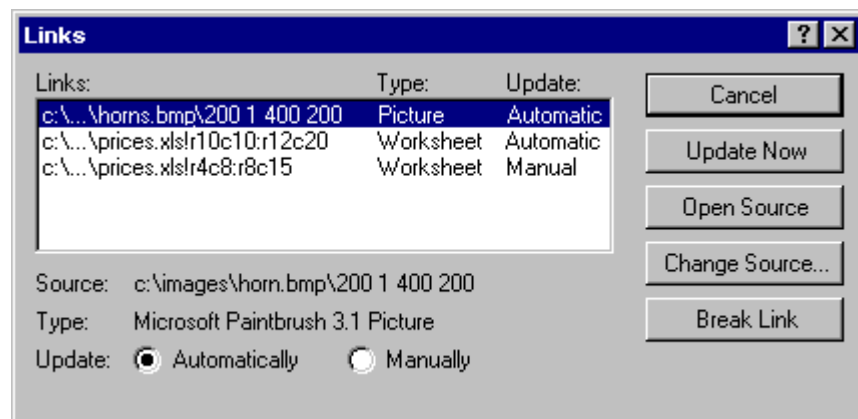 Links
Links: Type: Update:
c:\...\horns.bmp\200 1 400 200 Picture Automatic
c:\...\prices.xls!r10c10:r12c20 Worksheet Automatic
c:\...\prices.xls!r4c8:r8c15 Worksheet Manual
Source: c:\images\horn.bmp\200 1 400 200
Type: Microsoft Paintbrush 3.1 Picture
Update: Automatically Manually
Cancel
Update Now
Open Source
Change Source...
Break Link